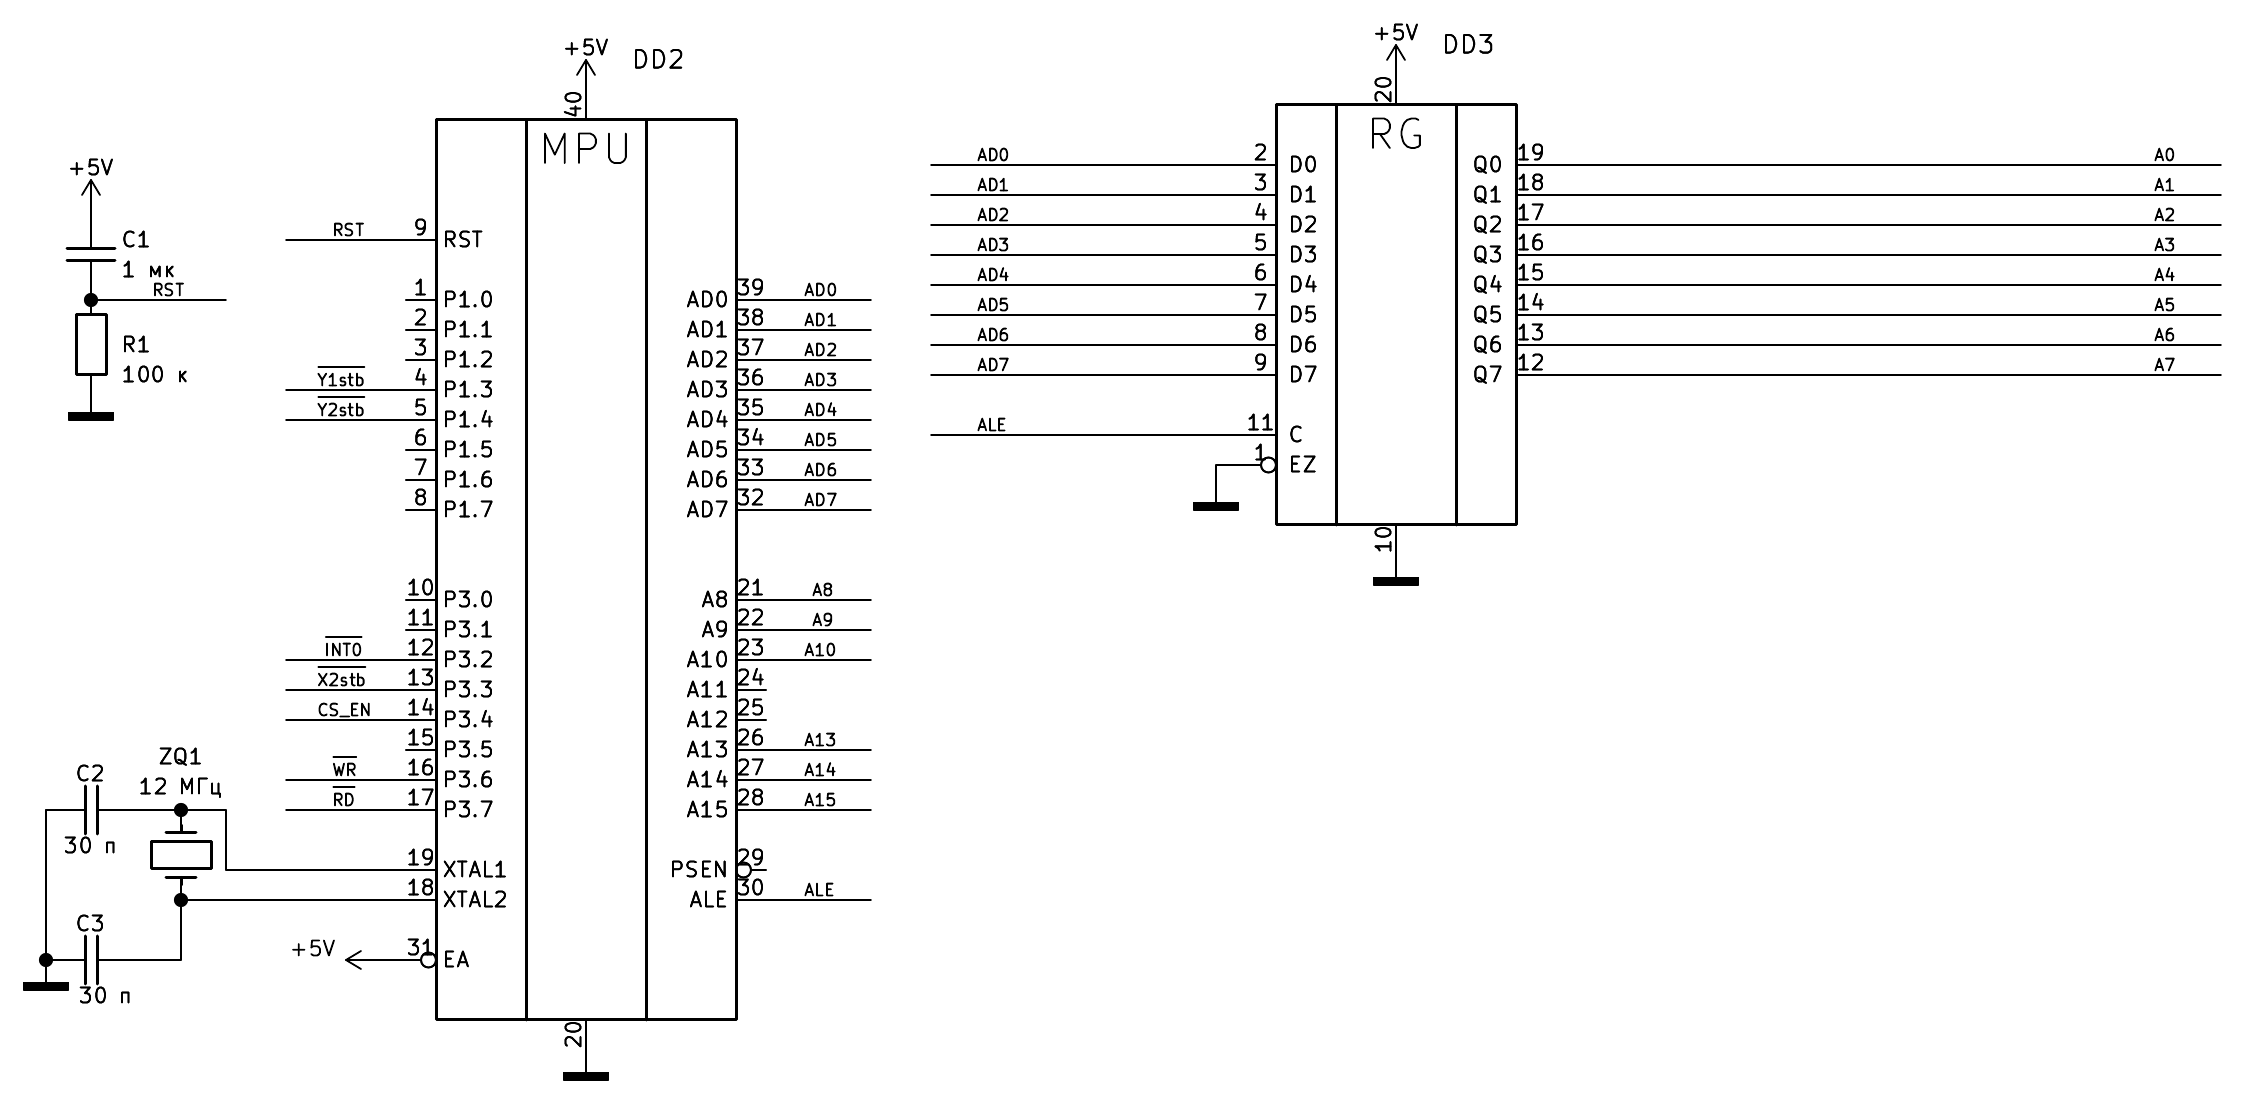 +5V
C1
1 мк
RST
R1
100 к
+5V
DD2
40
MPU
RST
9
RST
1
P1.0
2
P1.1
3
P1.2
Y1stb
4
P1.3
Y2stb
5
P1.4
6
P1.5
7
P1.6
8
P1.7
10
P3.0
11
P3.1
INT0
12
P3.2
X2stb
13
P3.3
CS_EN
14
P3.4
15
P3.5
WR
16
P3.6
RD
17
P3.7
19
XTAL1
18
XTAL2
+5V
31
EA
20
AD0
39
AD0
AD1
38
AD1
AD2
37
AD2
AD3
36
AD3
AD4
35
AD4
AD5
34
AD5
AD6
33
AD6
AD7
32
AD7
A8
21
A8
A9
22
A9
A10
23
A10
A11
24
A12
25
A13
26
A13
A14
27
A14
A15
28
A15
PSEN
29
ALE
30
ALE
ZQ1
12 МГц
C2
30 п
C3
30 п
+5V
DD3
20
RG
AD0
2
D0
AD1
3
D1
AD2
4
D2
AD3
5
D3
AD4
6
D4
AD5
7
D5
AD6
8
D6
AD7
9
D7
ALE
11
C
1
EZ
10
Q0
19
A0
Q1
18
A1
Q2
17
A2
Q3
16
A3
Q4
15
A4
Q5
14
A5
Q6
13
A6
Q7
12
A7